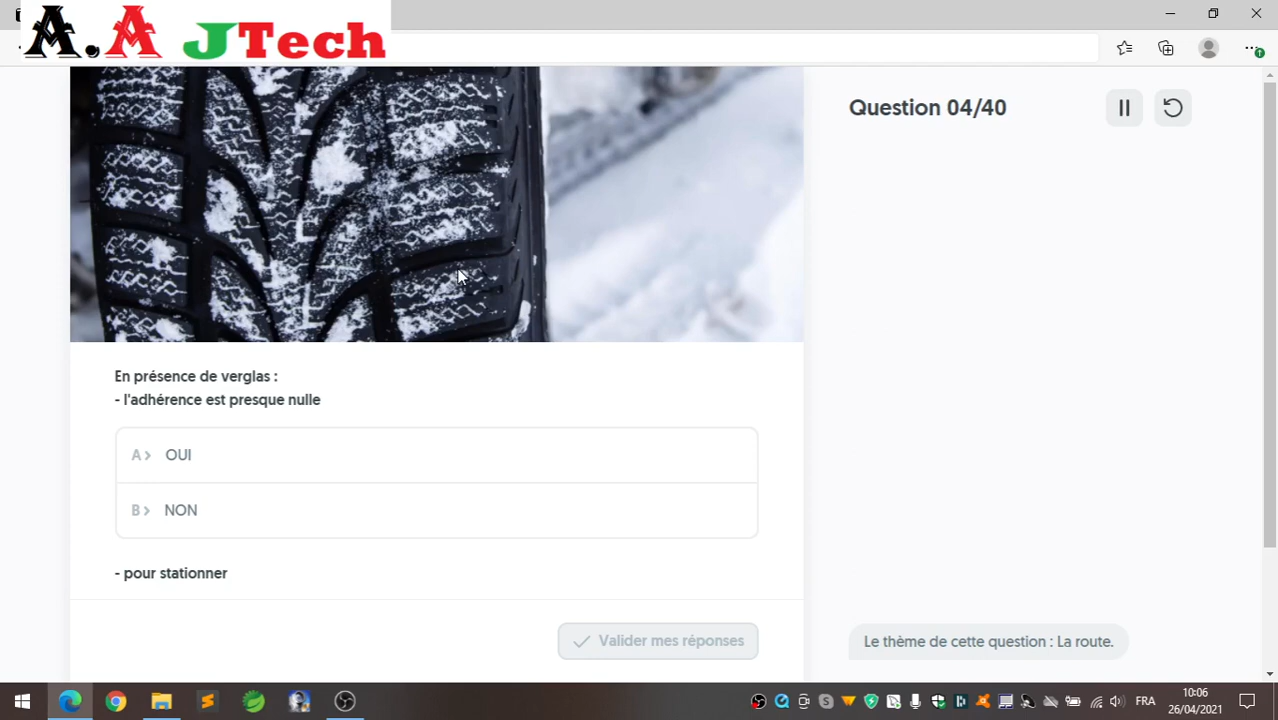 A.A JTech
Question 04/40
En présence de verglas :
- l'adhérence est presque nulle
A > OUI
B > NON
- pour stationner
Valider mes réponses
Le thème de cette question : La route.
FRA
10:06
26/04/2021